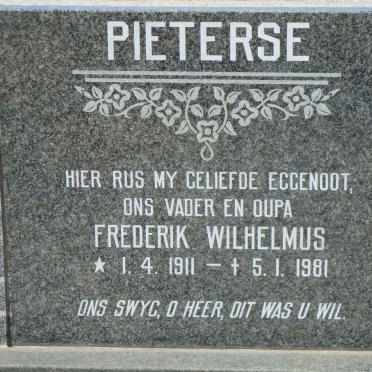 PIETERSE
HIER RUS MY GELIEFDE EGGENOOT,
ONS VADER EN OUPA
FREDERIK WILHELMUS
★ 1. 4. 1911 – † 5. 1. 1981
ONS SWYG, O HEER, DIT WAS U WIL.